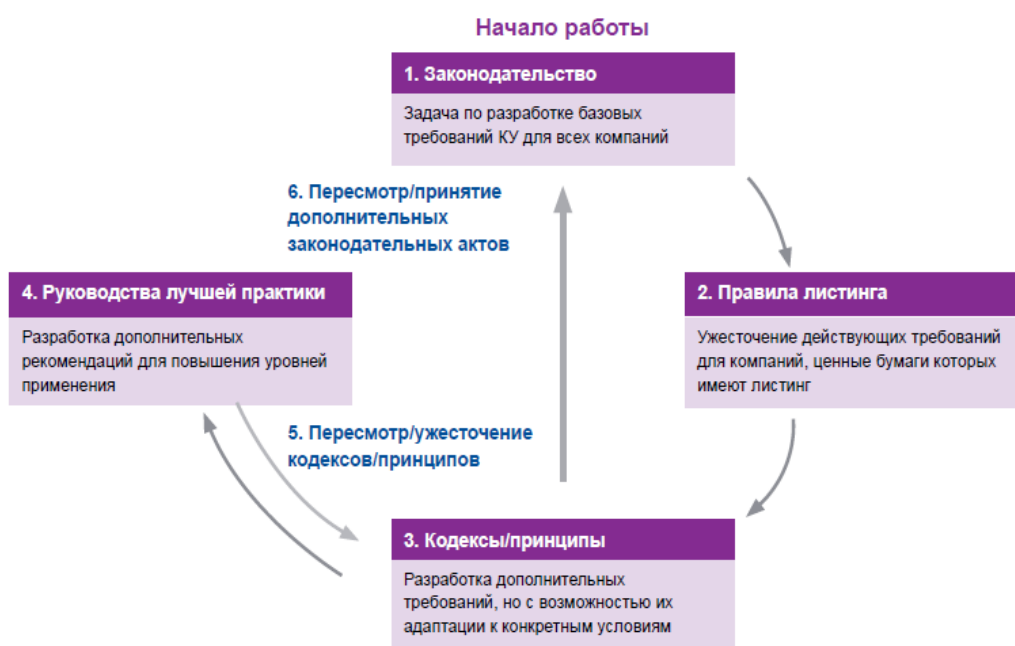 Начало работы
1. Законодательство
Задача по разработке базовых
требований КУ для всех компаний
2. Правила листинга
Ужесточение действующих требований
для компаний, ценные бумаги которых
имеют листинг
3. Кодексы/принципы
Разработка дополнительных
требований, но с возможностью их
адаптации к конкретным условиям
4. Руководства лучшей практики
Разработка дополнительных
рекомендаций для повышения уровней
применения
5. Пересмотр/ужесточение
кодексов/принципов
6. Пересмотр/принятие
дополнительных
законодательных актов